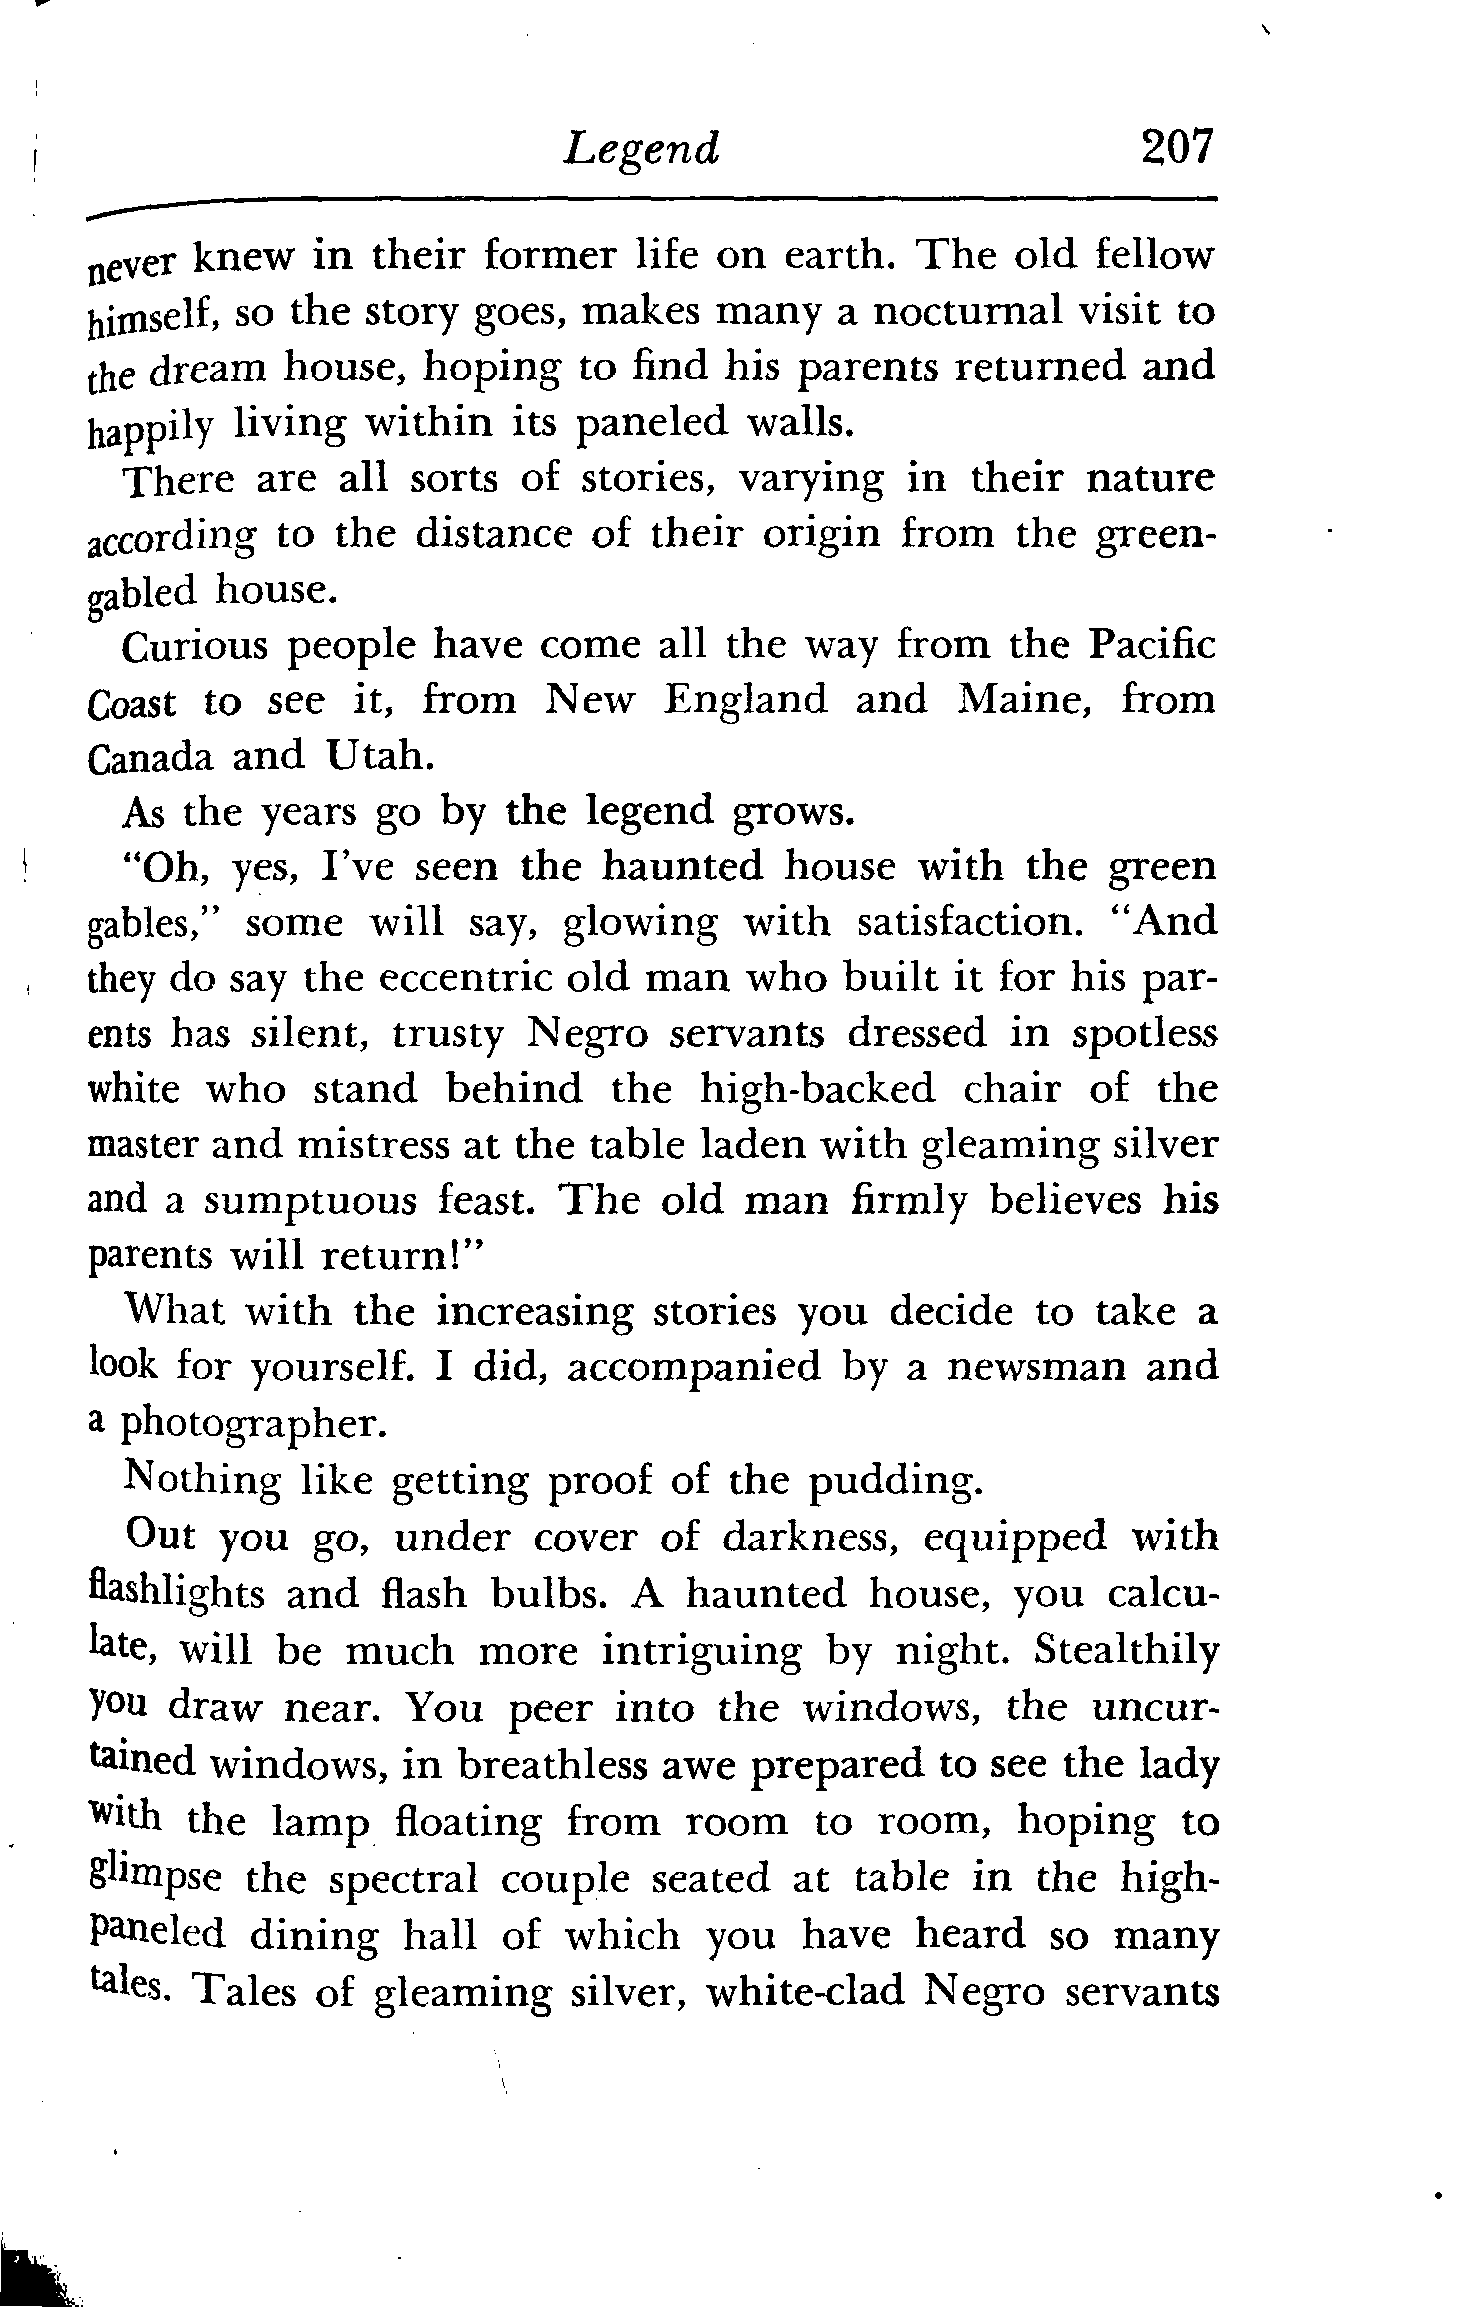 Legend 207
never knew in their former life on earth. The old fellow
himself, so the story goes, makes many a nocturnal visit to
the dream house, hoping to find his parents returned and
happily living within its paneled walls.
There are all sorts of stories, varying in their nature
according to the distance of their origin from the green-
gabled house.
Curious people have come all the way from the Pacific
Coast to see it, from New England and Maine, from
Canada and Utah.
As the years go by the legend grows.
“Oh, yes, I’ve seen the haunted house with the green
gables,” some will say, glowing with satisfaction. “And
they do say the eccentric old man who built it for his par-
ents has silent, trusty Negro servants dressed in spotless
white who stand behind the high-backed chair of the
master and mistress at the table laden with gleaming silver
and a sumptuous feast. The old man firmly believes his
parents will return!”
What with the increasing stories you decide to take a
look for yourself. I did, accompanied by a newsman and
a photographer.
Nothing like getting proof of the pudding.
Out you go, under cover of darkness, equipped with
flashlights and flash bulbs. A haunted house, you calcu-
late, will be much more intriguing by night. Stealthily
you draw near. You peer into the windows, the uncur-
tained windows, in breathless awe prepared to see the lady
with the lamp floating from room to room, hoping to
glimpse the spectral couple seated at table in the high-
paneled dining hall of which you have heard so many
tales. Tales of gleaming silver, white-clad Negro servants